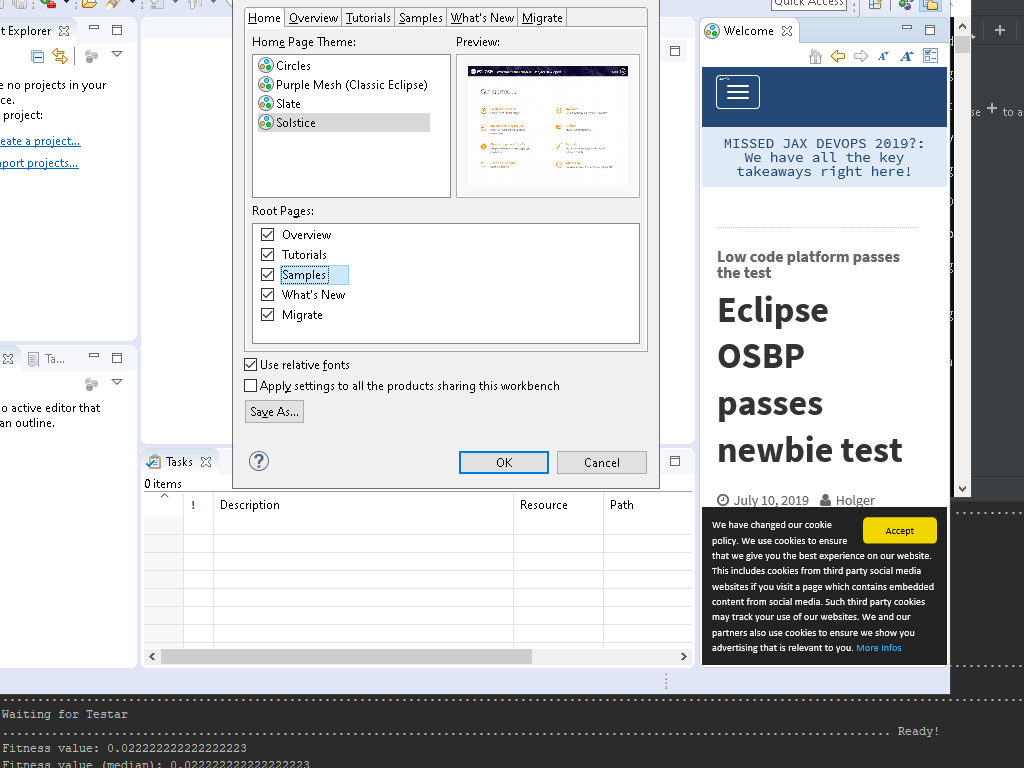 Quick Access
t Explorer
e no projects in your
ce.
project:
eate a project...
nport projects...
Ta...
o active editor that
an outline.
Home
Overview
Tutorials
Samples
What's New
Migrate
Home Page Theme:
Circles
Purple Mesh (Classic Eclipse)
Slate
Solstice
Preview:
Root Pages:
Overview
Tutorials
Samples
What's New
Migrate
Use relative fonts
Apply settings to all the products sharing this workbench
Save As...
OK
Cancel
Tasks
0 items
!
Description
Resource
Path
Welcome
MISSED JAX DEVOPS 2019?:
We have all the key
takeaways right here!
Low code platform passes
the test
Eclipse
OSBP
passes
newbie test
July 10, 2019 Holger
We have changed our cookie
policy. We use cookies to ensure
that we give you the best experience on our website.
This includes cookies from third party social media
websites if you visit a page which contains embedded
content from social media. Such third party cookies
may track your use of our websites. We and our
partners also use cookies to ensure we show you
advertising that is relevant to you. More Infos
Accept
se + to a
Waiting for Testar
Ready!
Fitness value: 0.022222222222222223
Fitness value (median): 0.022222222222222223